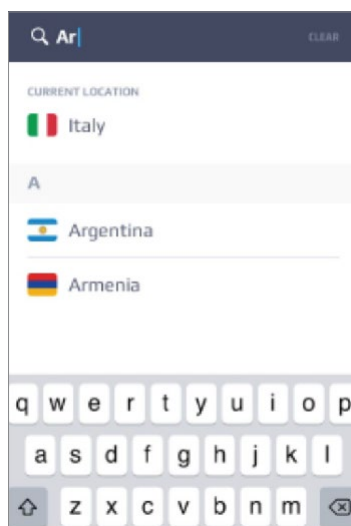 Ar
CLEAR
CURRENT LOCATION
Italy
A
Argentina
Armenia
q w e r t y u i o p
a s d f g h j k l
z x c v b n m